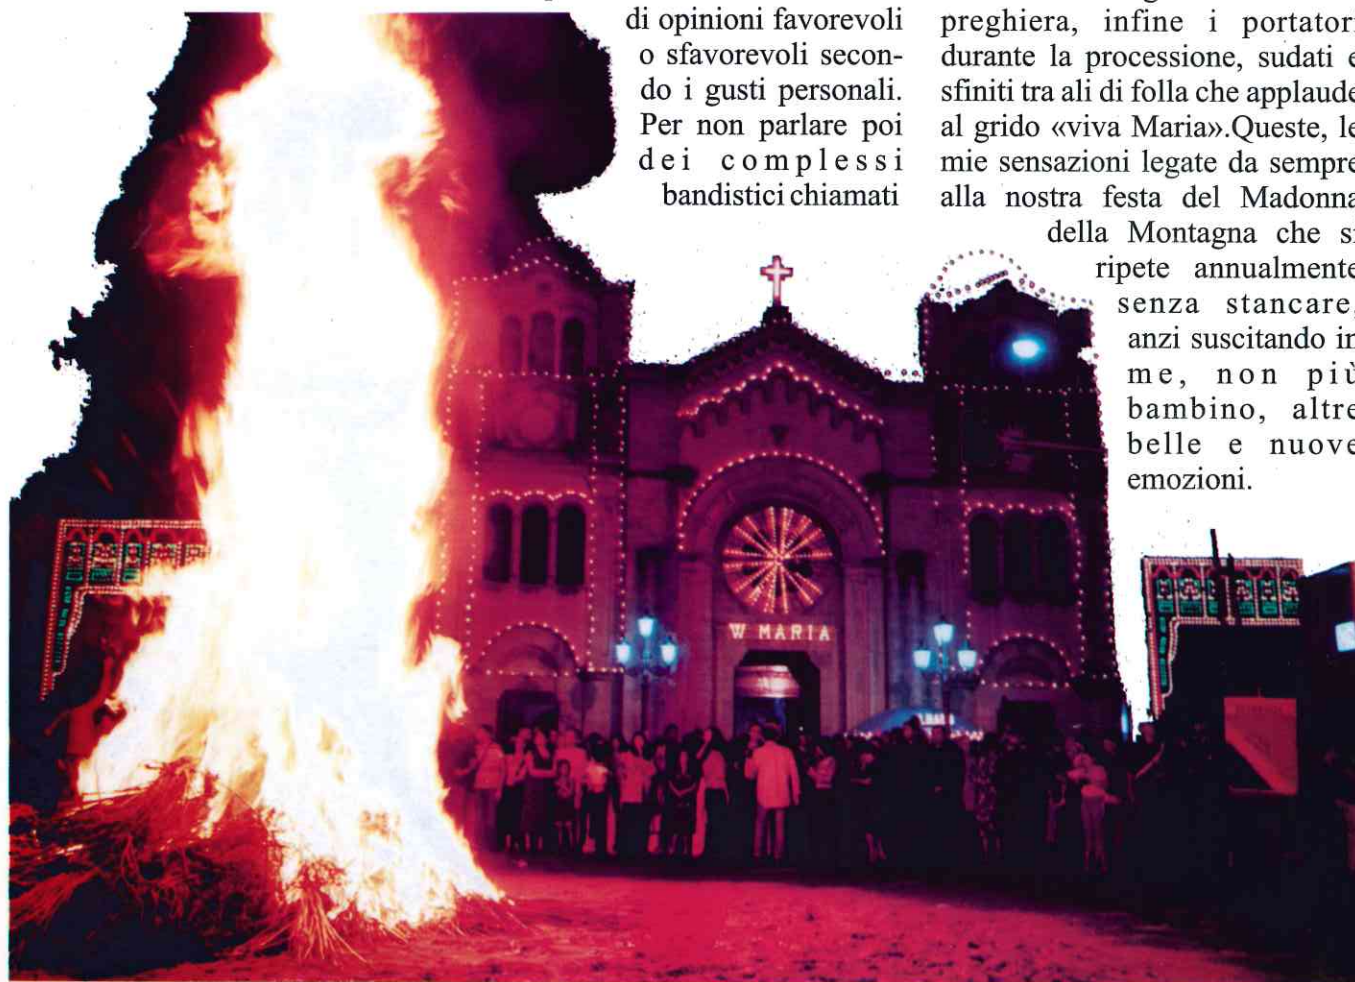 di opinioni favorevoli
o sfavorevoli secon-
do i gusti personali.
Per non parlare poi
dei complessi
bandistici chiamati
preghiera, infine i portatori
durante la processione, sudati e
sfiniti tra ali di folla che applaude
al grido «viva Maria».Queste, le
mie sensazioni legate da sempre
alla nostra festa del Madonna
della Montagna che si
ripete annualmente
senza stancare,
anzi suscitando in
me, non più
bambino, altre
belle e nuove
emozioni.
W MARIA